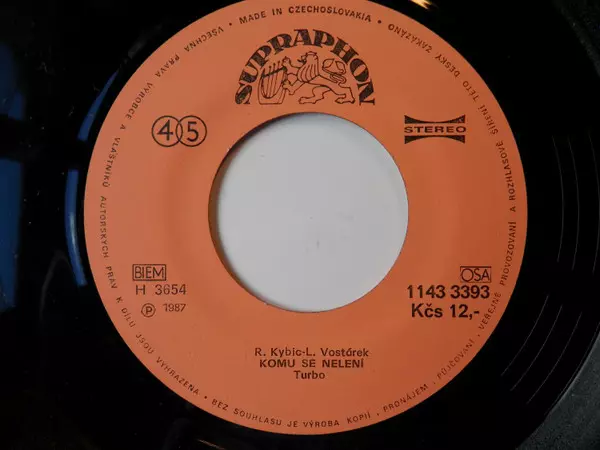 VŠECHNA PRÁVA VÝROBCE A VLASTNÍKŮ AUTORSKÝCH PRÁV K DÍLU JSOU VYHRAZENA • BEZ SOUHLASU JE VÝROBA KOPIÍ, PRONÁJEM, PŮJČOVÁNÍ, VEŘEJNÉ PROVOZOVÁNÍ A ROZHLASOVÉ ŠÍŘENÍ TÉTO DESKY ZAKÁZÁNO • MADE IN CZECHOSLOVAKIA •
SUPRAPHON
45
STEREO
BIEM
H 3654
Ⓟ 1987
OSA
1143 3393
Kčs 12,-
R. Kybic-L. Vostárek
KOMU SE NELENÍ
Turbo